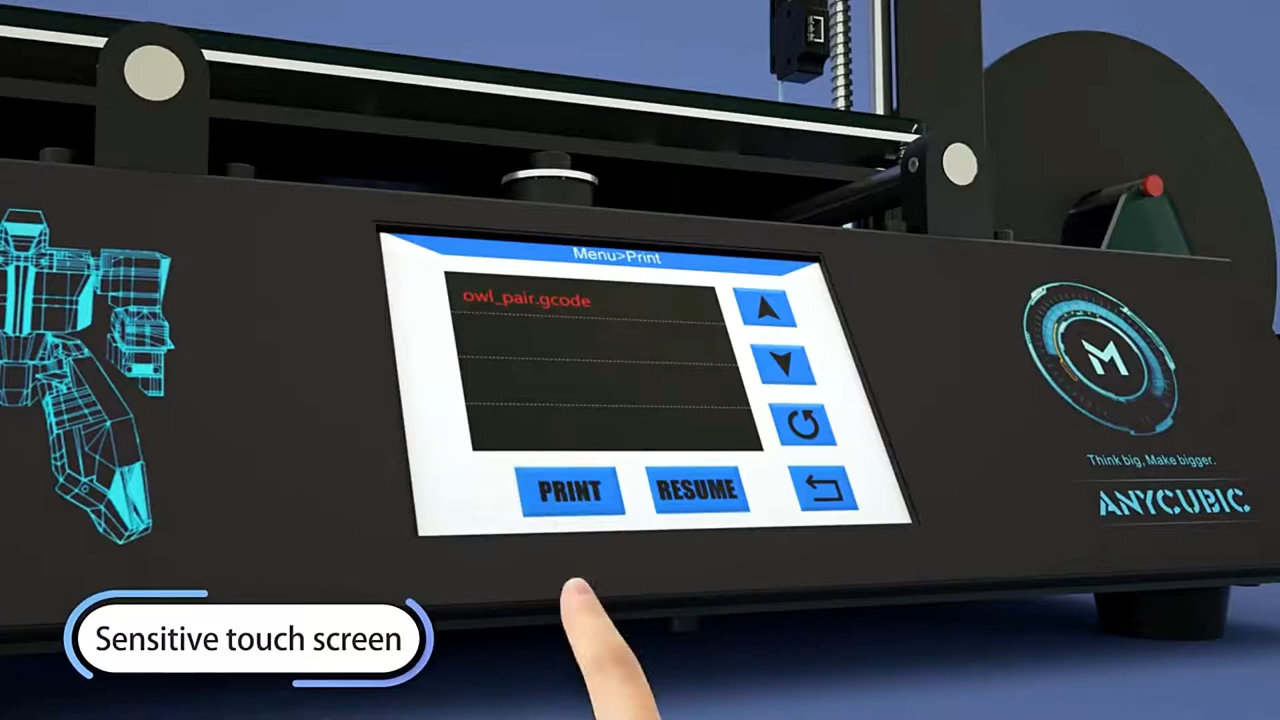 Menu>Print
owl_pair.gcode
PRINT
RESUME
M
Think big, Make bigger.
ANYCUBIC
Sensitive touch screen